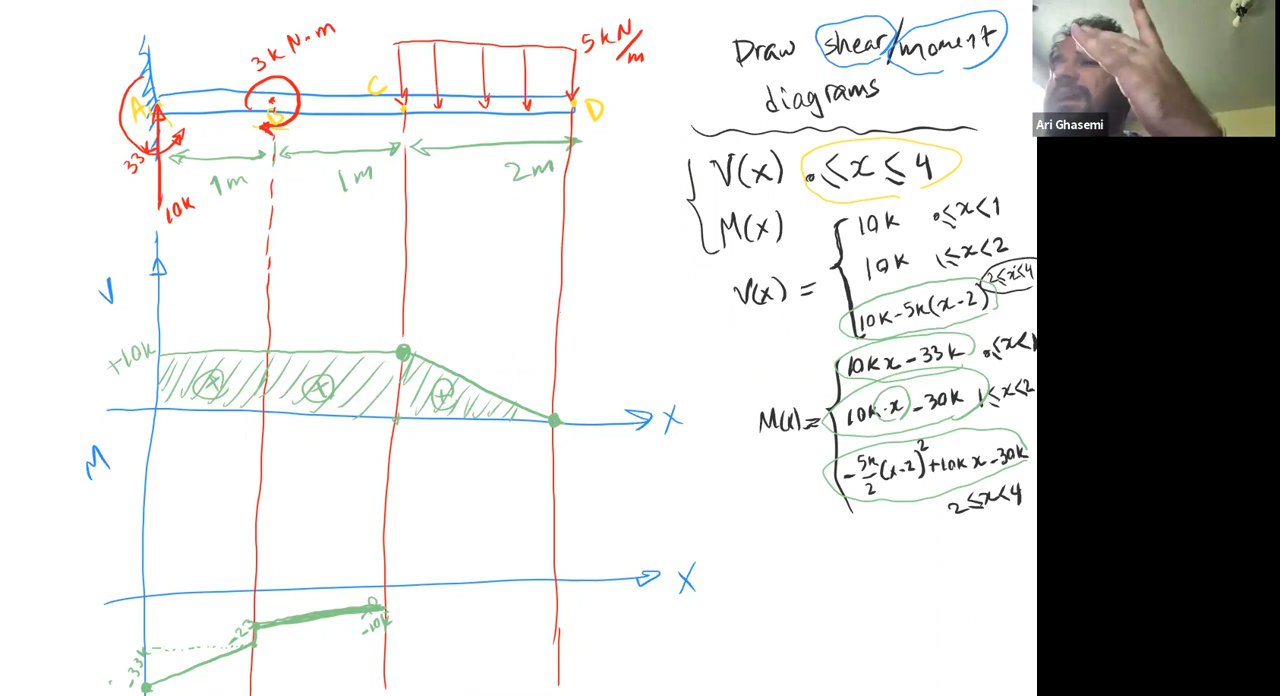 3kN·m
5kN/m
A
B
C
D
33
10k
1m
1m
2m
V
+10k
+
X
M
X
-33k
-23
-10k
Draw shear/moment
diagrams
V(x) 0≤x≤4
M(x)
V(x) =
10k 0≤x<1
10k 1≤x<2
10k-5k(x-2) 2≤x≤4
M(x)=
10kx-33k 0≤x<1
10k·x-30k 1≤x<2
-5k/2(x-2)²+10kx-30k
2≤x<4
Ari Ghasemi